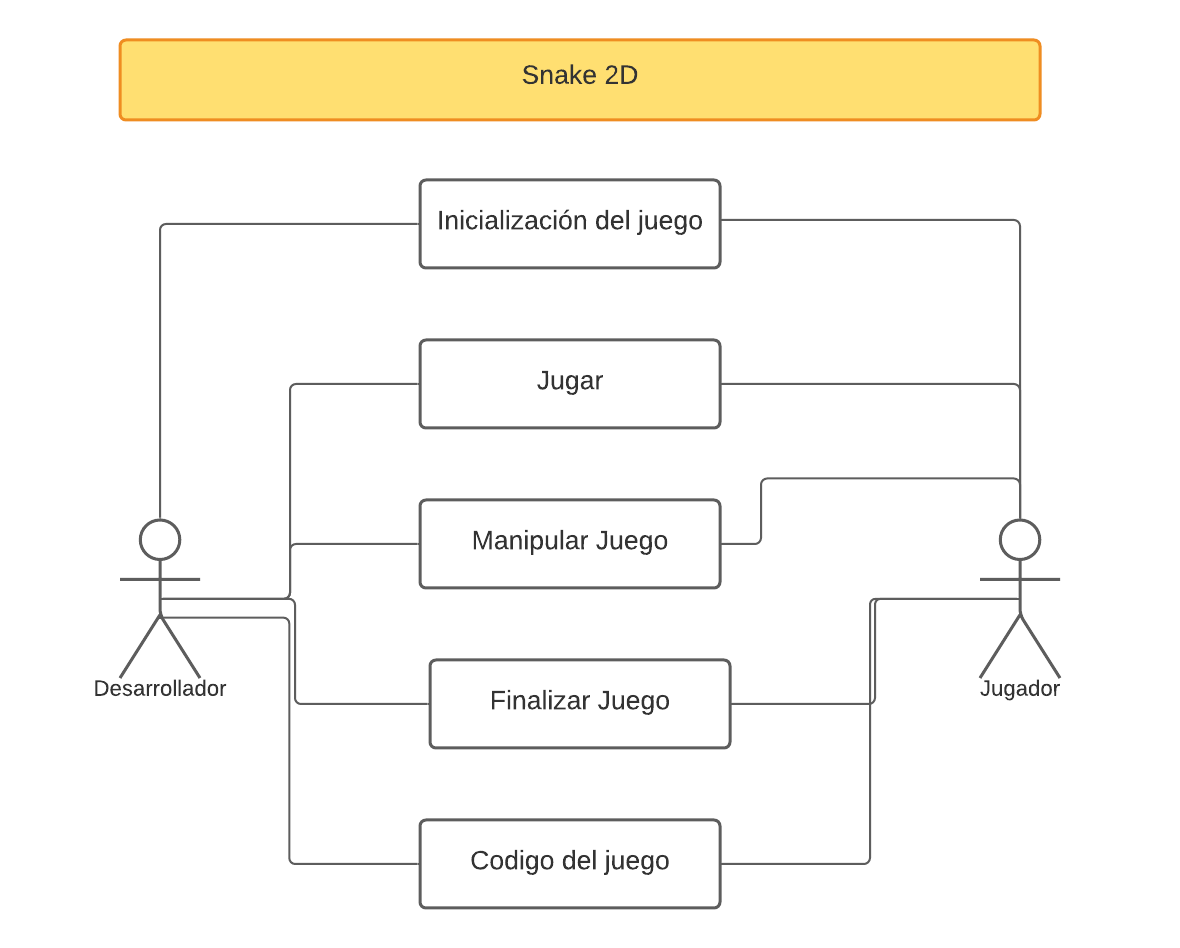 Snake 2D
Inicialización del juego
Jugar
Manipular Juego
Desarrollador
Jugador
Finalizar Juego
Codigo del juego